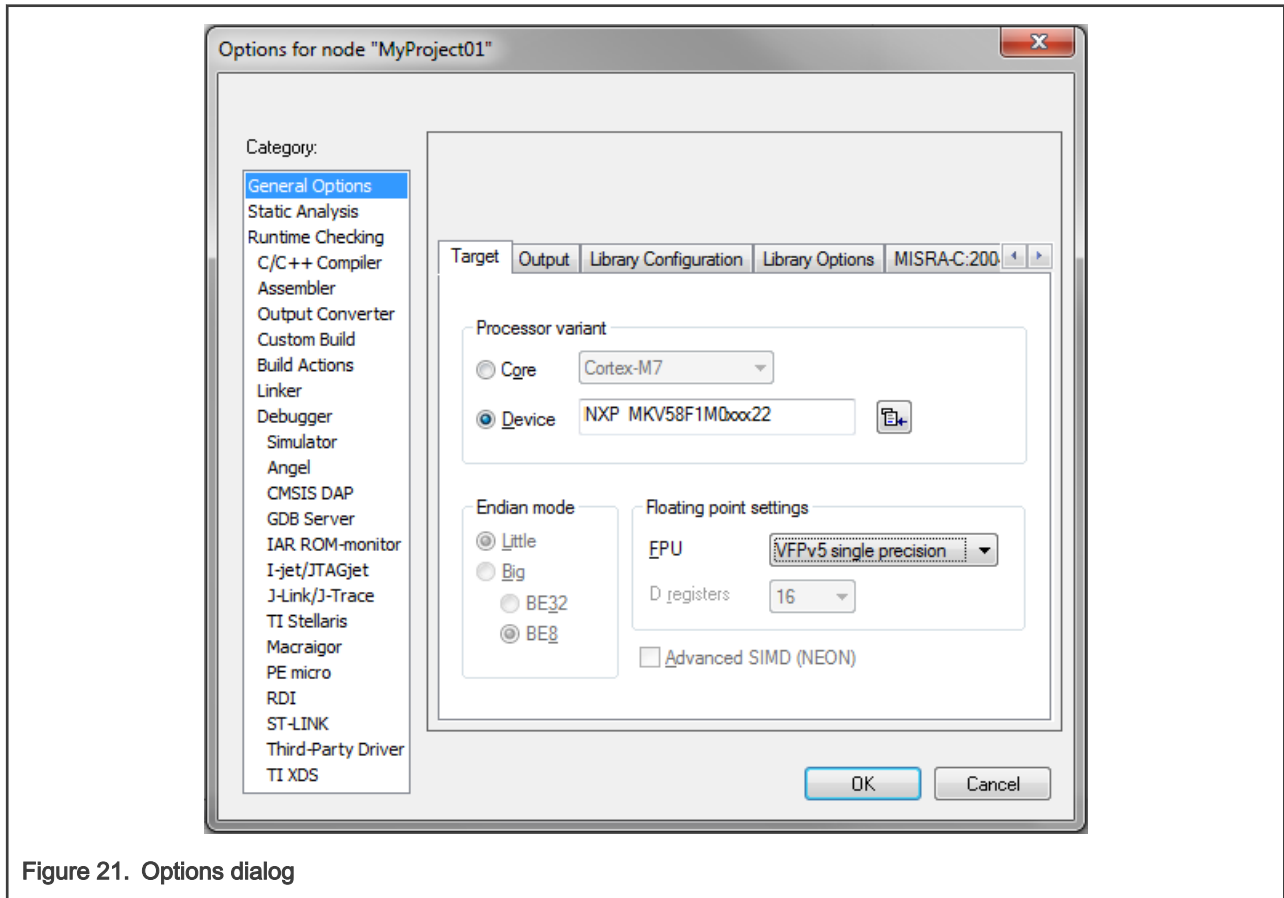 Options for node "MyProject01"
x
Category:
General Options
Static Analysis
Runtime Checking
C/C++ Compiler
Assembler
Output Converter
Custom Build
Build Actions
Linker
Debugger
Simulator
Angel
CMSIS DAP
GDB Server
IAR ROM-monitor
I-jet/JTAGjet
J-Link/J-Trace
TI Stellaris
Macraigor
PE micro
RDI
ST-LINK
Third-Party Driver
TI XDS
Target Output Library Configuration Library Options MISRA-C:200
Processor variant
Core Cortex-M7
Device NXP MKV58F1M0xxx22
Endian mode
Little
Big
BE32
BE8
Floating point settings
FPU VFPv5 single precision
D registers 16
Advanced SIMD (NEON)
OK Cancel
Figure 21. Options dialog